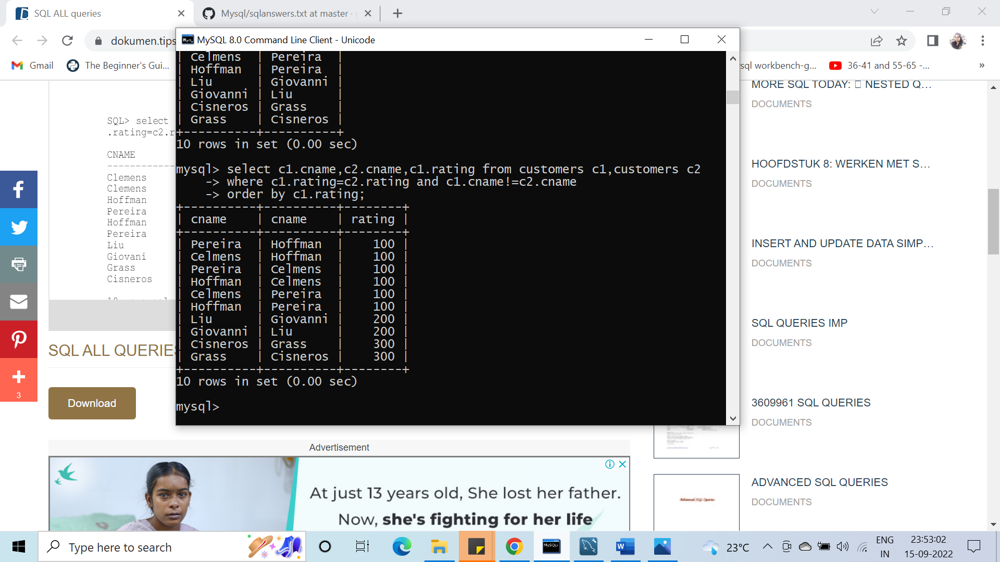 SQL ALL queries
Mysql/sqlanswers.txt at master ·
dokumen.tips
Gmail
The Beginner's Gui...
sql workbench-g...
36-41 and 55-65 -...
»
MySQL 8.0 Command Line Client - Unicode
| Celmens | Pereira |
| Hoffman | Pereira |
| Liu | Giovanni |
| Giovanni | Liu |
| Cisneros | Grass |
| Grass | Cisneros |
+----------+----------+
10 rows in set (0.00 sec)
mysql> select c1.cname,c2.cname,c1.rating from customers c1,customers c2
-> where c1.rating=c2.rating and c1.cname!=c2.cname
-> order by c1.rating;
+----------+----------+--------+
| cname | cname | rating |
+----------+----------+--------+
| Pereira | Hoffman | 100 |
| Celmens | Hoffman | 100 |
| Pereira | Celmens | 100 |
| Hoffman | Celmens | 100 |
| Celmens | Pereira | 100 |
| Hoffman | Pereira | 100 |
| Liu | Giovanni | 200 |
| Giovanni | Liu | 200 |
| Cisneros | Grass | 300 |
| Grass | Cisneros | 300 |
+----------+----------+--------+
10 rows in set (0.00 sec)
mysql>
SQL> select
.rating=c2.r
CNAME
------------
Clemens
Clemens
Hoffman
Pereira
Hoffman
Pereira
Liu
Giovani
Grass
Cisneros
3
SQL ALL QUERIES
Download
MORE SQL TODAY: NESTED Q...
DOCUMENTS
HOOFDSTUK 8: WERKEN MET S...
DOCUMENTS
INSERT AND UPDATE DATA SIMP...
DOCUMENTS
SQL QUERIES IMP
DOCUMENTS
3609961 SQL QUERIES
DOCUMENTS
Advanced SQL Queries
ADVANCED SQL QUERIES
DOCUMENTS
Advertisement
At just 13 years old, She lost her father.
Now, she's fighting for her life
Type here to search
MySQL>
W
23°C
ENG
IN
23:53:02
15-09-2022